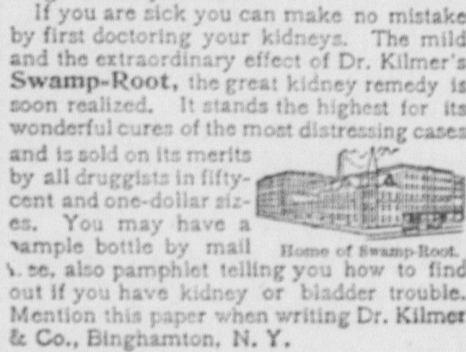 If you are sick you can make no mistake
by first doctoring your kidneys. The mild
and the extraordinary effect of Dr. Kilmer's
Swamp-Root, the great kidney remedy is
soon realized. It stands the highest for its
wonderful cures of the most distressing cases
and is sold on its merits
by all druggists in fifty-
cent and one-dollar siz-
es. You may have a
sample bottle by mail
Home of Swamp-Root.
also pamphlet telling you how to find
out if you have kidney or bladder trouble.
Mention this paper when writing Dr. Kilmer
& Co., Binghamton, N. Y.